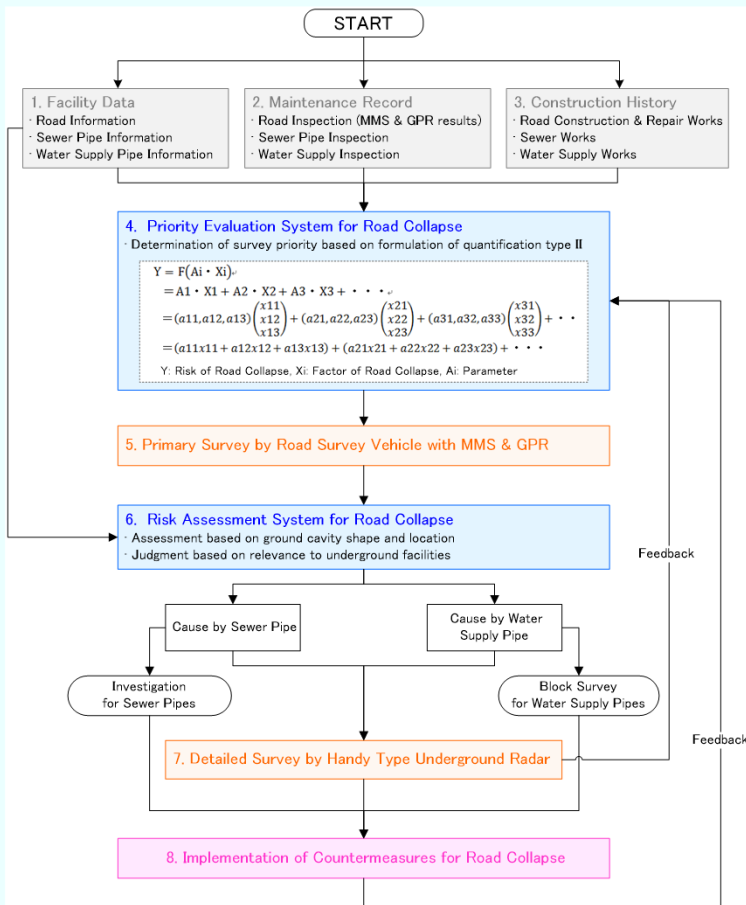 START
1. Facility Data
· Road Information
· Sewer Pipe Information
· Water Supply Pipe Information
2. Maintenance Record
· Road Inspection (MMS & GPR results)
· Sewer Pipe Inspection
· Water Supply Inspection
3. Construction History
· Road Construction & Repair Works
· Sewer Works
· Water Supply Works
4. Priority Evaluation System for Road Collapse
· Determination of survey priority based on formulation of quantification type Ⅱ
Y = F(Ai・Xi)
= A1・X1 + A2・X2 + A3・X3 + ・・・
= (a11, a12, a13) (x11 x12 x13) + (a21, a22, a23) (x21 x22 x23) + (a31, a32, a33) (x31 x32 x33) + ・・
= (a11x11 + a12x12 + a13x13) + (a21x21 + a22x22 + a23x23) + ・・・
Y: Risk of Road Collapse, Xi: Factor of Road Collapse, Ai: Parameter
5. Primary Survey by Road Survey Vehicle with MMS & GPR
6. Risk Assessment System for Road Collapse
· Assessment based on ground cavity shape and location
· Judgment based on relevance to underground facilities
Feedback
Cause by Sewer Pipe
Cause by Water
Supply Pipe
Investigation
for Sewer Pipes
Block Survey
for Water Supply Pipes
Feedback
7. Detailed Survey by Handy Type Underground Radar
8. Implementation of Countermeasures for Road Collapse